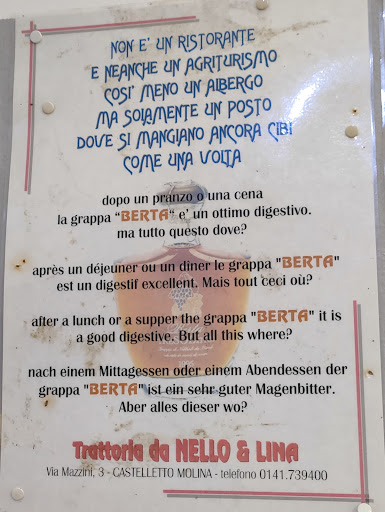 NON E' UN RISTORANTE
E NEANCHE UN AGRITURISMO
COSI' MENO UN ALBERGO
MA SOLAMENTE UN POSTO
DOVE SI MANGIANO ANCORA CIBI
COME UNA VOLTA
dopo un pranzo o una cena
la grappa "BERTA" e' un ottimo digestivo.
ma tutto questo dove?
après un déjeuner ou un diner le grappa "BERTA"
est un digestif excellent. Mais tout ceci où?
after a lunch or a supper the grappa "BERTA" it is
a good digestive. But all this where?
nach einem Mittagessen oder einem Abendessen der
grappa "BERTA" ist ein sehr guter Magenbitter.
Aber alles dieser wo?
Trattoria da NELLO & LINA
Via Mazzini, 3 - CASTELLETTO MOLINA - telefono 0141.739400